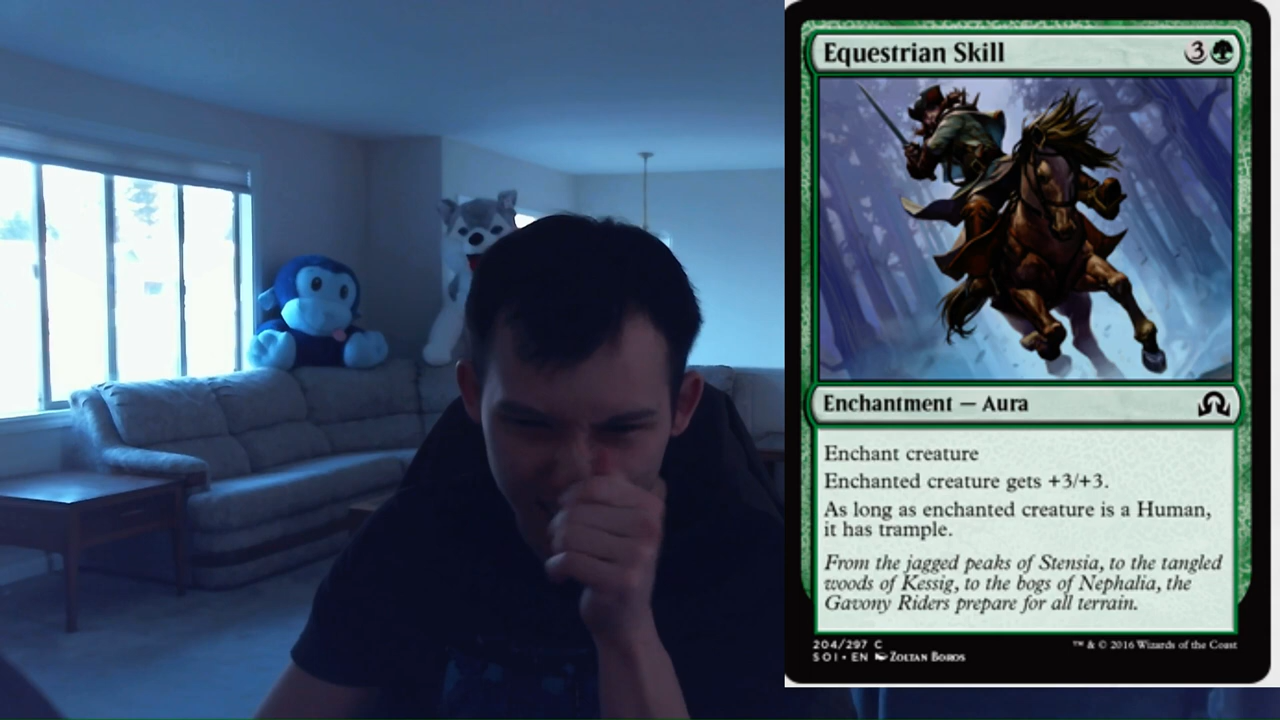 Equestrian Skill 3
Enchantment — Aura
Enchant creature
Enchanted creature gets +3/+3.
As long as enchanted creature is a Human,
it has trample.
From the jagged peaks of Stensia, to the tangled
woods of Kessig, to the bogs of Nephalia, the
Gavony Riders prepare for all terrain.
204/297 C
SOI • EN Zoltan Boros
™ & © 2016 Wizards of the Coast